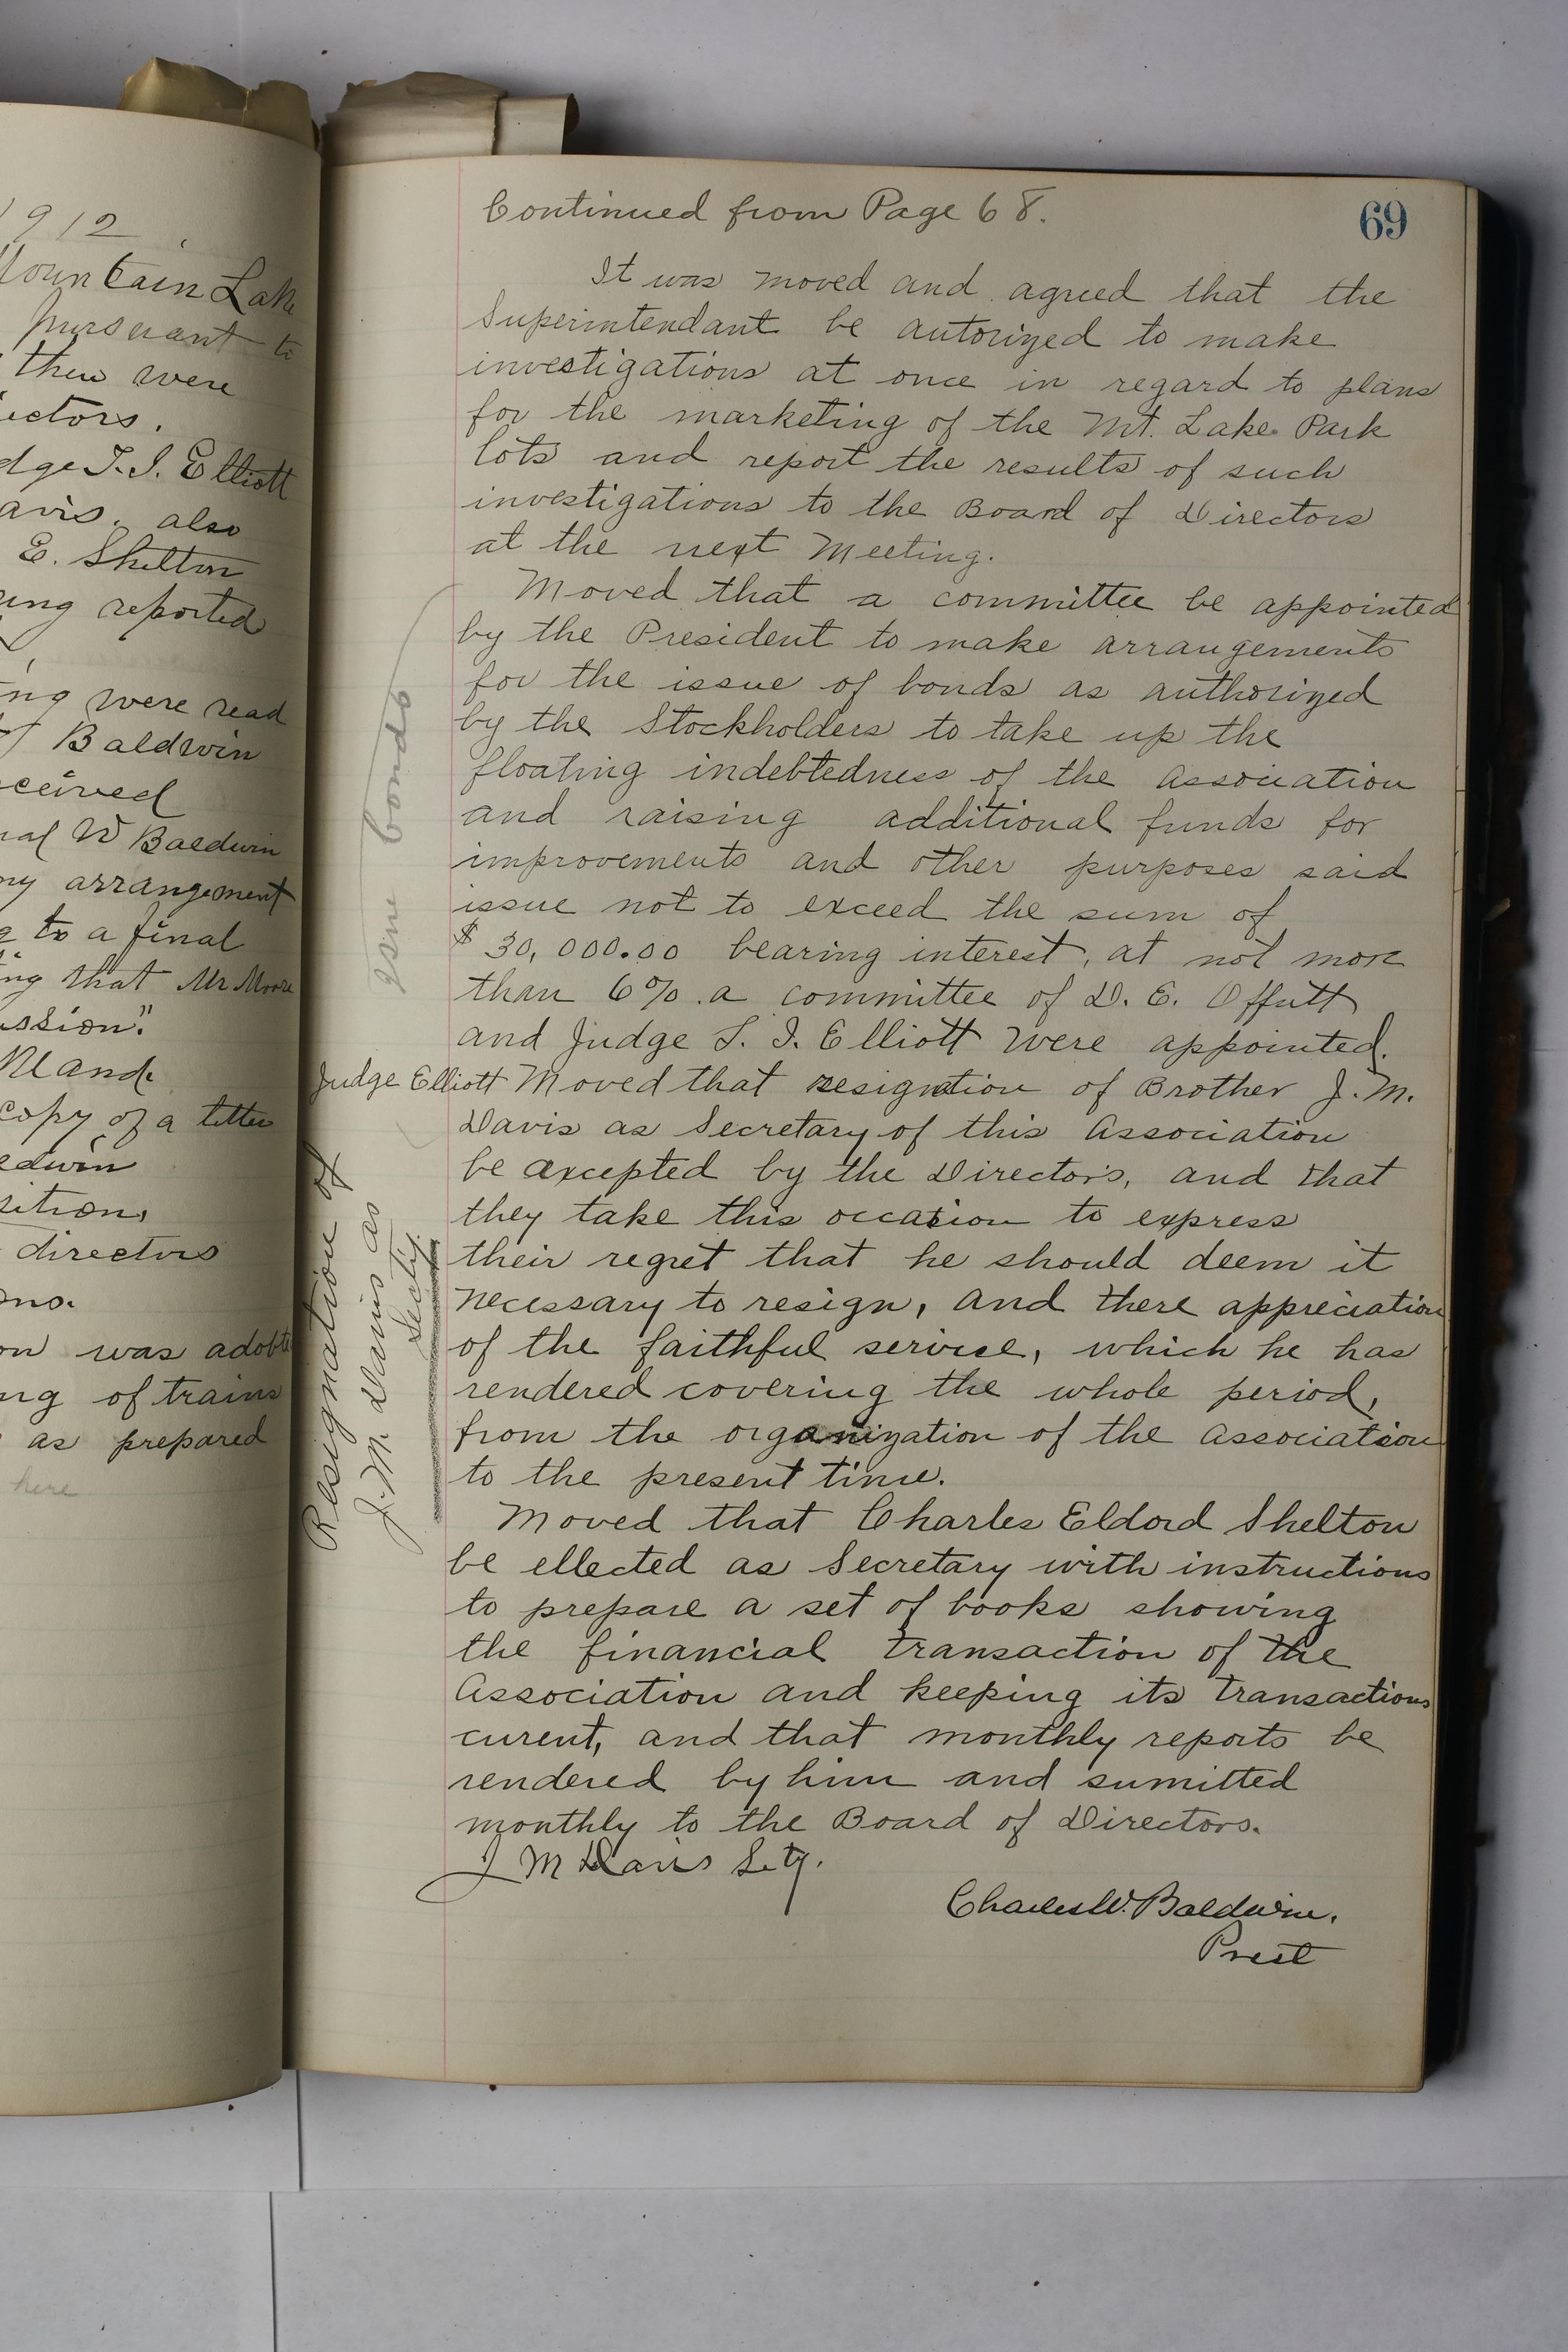 1912
Mountain Lake
pursuant to
there were
ectors.
dge T. I. Elliott
avis. also
E. Shelton
ring reported
ing were read
Baldwin
ceived
W Baldwin
ny arrangement
to a final
ing that Mr Moore
ssion."
Mand.
copy of a letter
edwin
sition,
directors
ons.
on was adobt
ng of trains
as prepared
here
69
Continued from Page 68.
It was moved and agreed that the
Superintendant be autorized to make
investigations at once in regard to plans
for the marketing of the Mt. Lake Park
lots and report the results of such
investigations to the Board of Directors
at the next Meeting.
Moved that a committee be appointed
by the President to make arrangements
for the issue of bonds as authorized
by the Stockholders to take up the
floating indebtedness of the Association
and raising additional funds for
improvements and other purposes said
issue not to exceed the sum of
$30,000.00 bearing interest, at not more
than 6% a committee of D. E. Offutt
and Judge T. I. Elliott were appointed.
Judge Elliott Moved that resignation of Brother J. M.
Davis as Secretary of this Association
be axcepted by the Directors, and that
they take this occasion to express
their regret that he should deem it
necessary to resign, and there appreciation
of the faithful service, which he has
rendered covering the whole period,
from the organization of the Association
to the present time.
Moved that Charles Eldord Shelton
be ellected as Secretary with instructions
to prepare a set of books showing
the financial transaction of the
Association and keeping its transactions
curent, and that monthly reports be
rendered by him and sumitted
monthly to the Board of Directors.
J M Davis Sety.
Charles W. Baldwin.
Prest
Issue bonds
Resignation of
J. M. Davis as
Secity.